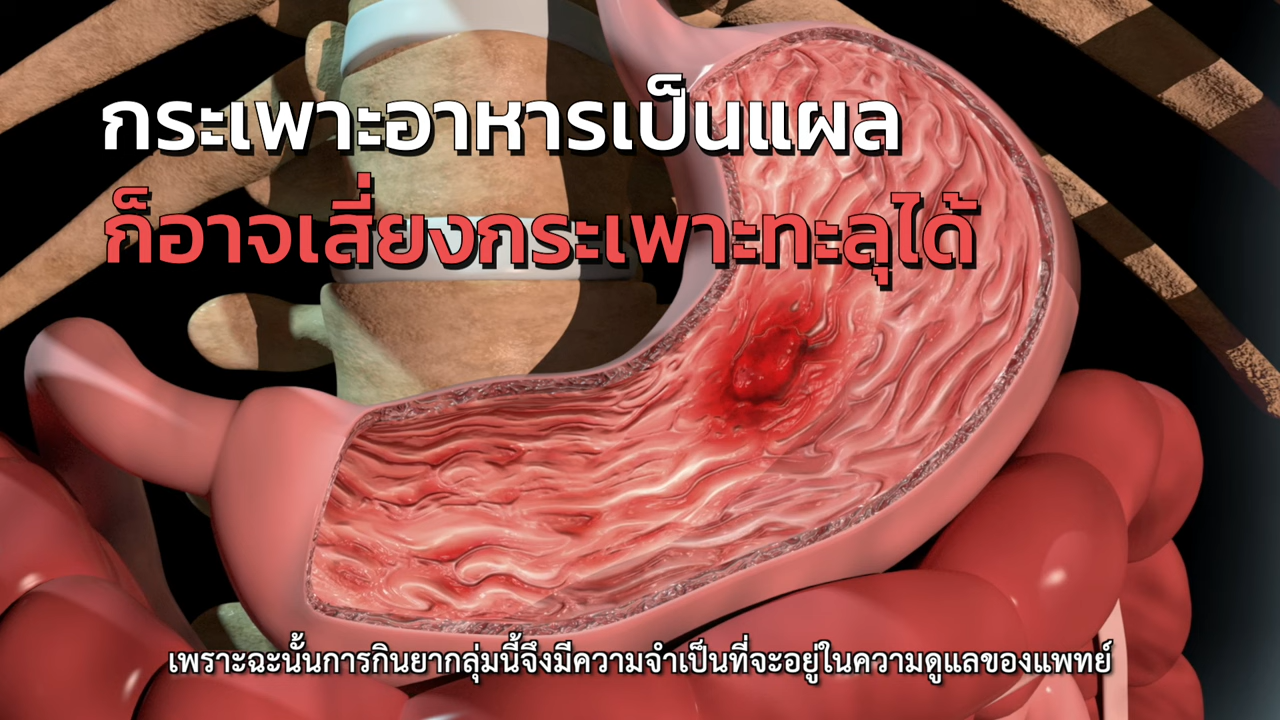 กระเพาะอาหารเป็นแผล
ก็อาจเสี่ยงกระเพาะทะลุได้
เพราะฉะนั้นการกินยากลุ่มนี้จึงมีความจำเป็นที่จะอยู่ในความดูแลของแพทย์